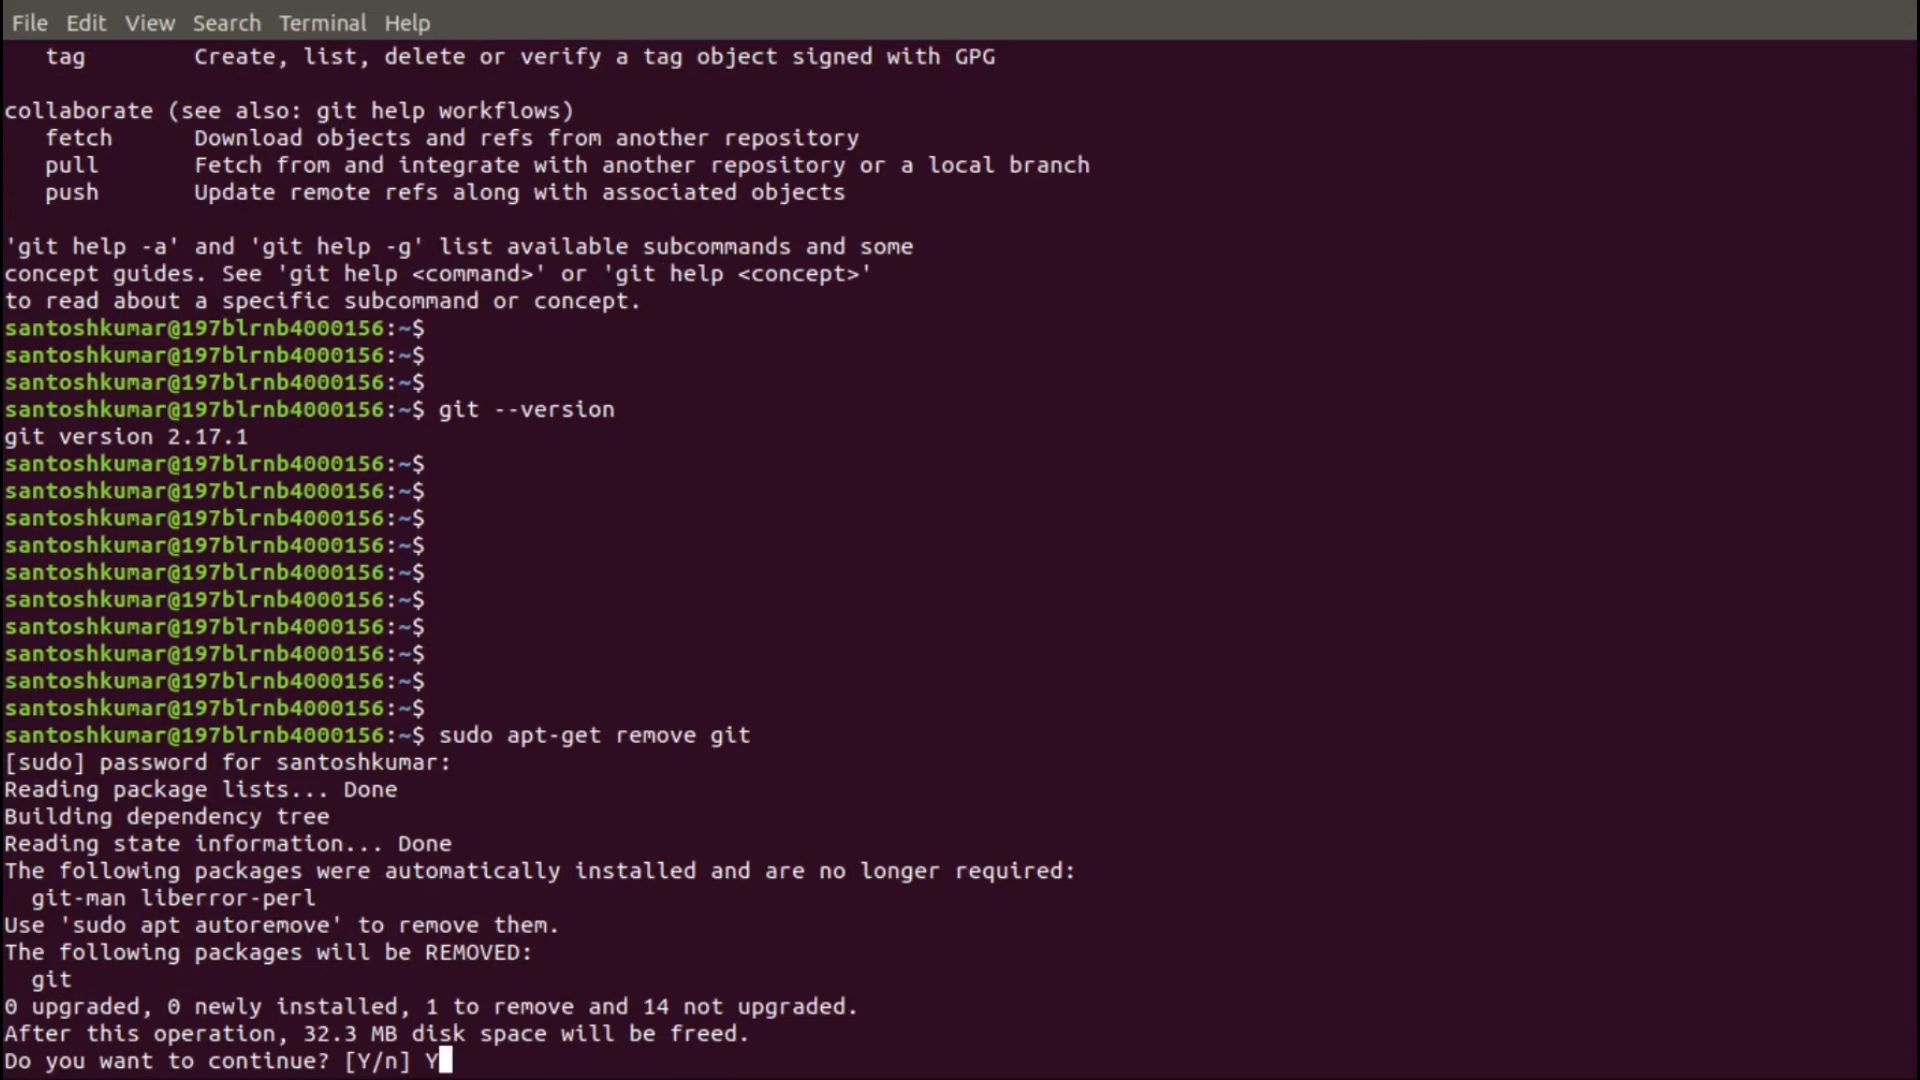 File Edit View Search Terminal Help
tag Create, list, delete or verify a tag object signed with GPG
collaborate (see also: git help workflows)
fetch Download objects and refs from another repository
pull Fetch from and integrate with another repository or a local branch
push Update remote refs along with associated objects
'git help -a' and 'git help -g' list available subcommands and some
concept guides. See 'git help <command>' or 'git help <concept>'
to read about a specific subcommand or concept.
santoshkumar@197blrnb4000156:~$
santoshkumar@197blrnb4000156:~$
santoshkumar@197blrnb4000156:~$
santoshkumar@197blrnb4000156:~$ git --version
git version 2.17.1
santoshkumar@197blrnb4000156:~$
santoshkumar@197blrnb4000156:~$
santoshkumar@197blrnb4000156:~$
santoshkumar@197blrnb4000156:~$
santoshkumar@197blrnb4000156:~$
santoshkumar@197blrnb4000156:~$
santoshkumar@197blrnb4000156:~$
santoshkumar@197blrnb4000156:~$
santoshkumar@197blrnb4000156:~$
santoshkumar@197blrnb4000156:~$
santoshkumar@197blrnb4000156:~$ sudo apt-get remove git
[sudo] password for santoshkumar:
Reading package lists... Done
Building dependency tree
Reading state information... Done
The following packages were automatically installed and are no longer required:
git-man liberror-perl
Use 'sudo apt autoremove' to remove them.
The following packages will be REMOVED:
git
0 upgraded, 0 newly installed, 1 to remove and 14 not upgraded.
After this operation, 32.3 MB disk space will be freed.
Do you want to continue? [Y/n] Y